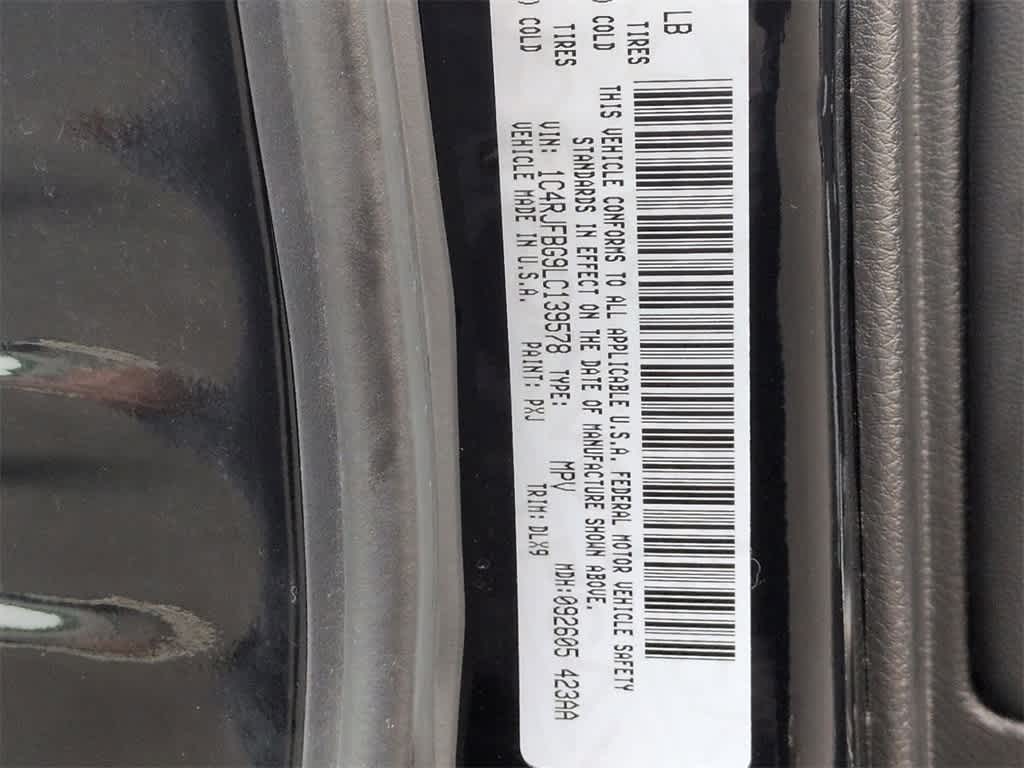 LB
) COLD TIRES
) COLD TIRES
THIS VEHICLE CONFORMS TO ALL APPLICABLE U.S.A. FEDERAL MOTOR VEHICLE SAFETY
STANDARDS IN EFFECT ON THE DATE OF MANUFACTURE SHOWN ABOVE.
VIN: 1C4RJFBG9LC139578 TYPE: MPV MDH:092605 423AA
VEHICLE MADE IN U.S.A. PAINT: PXJ TRIM: DLX9